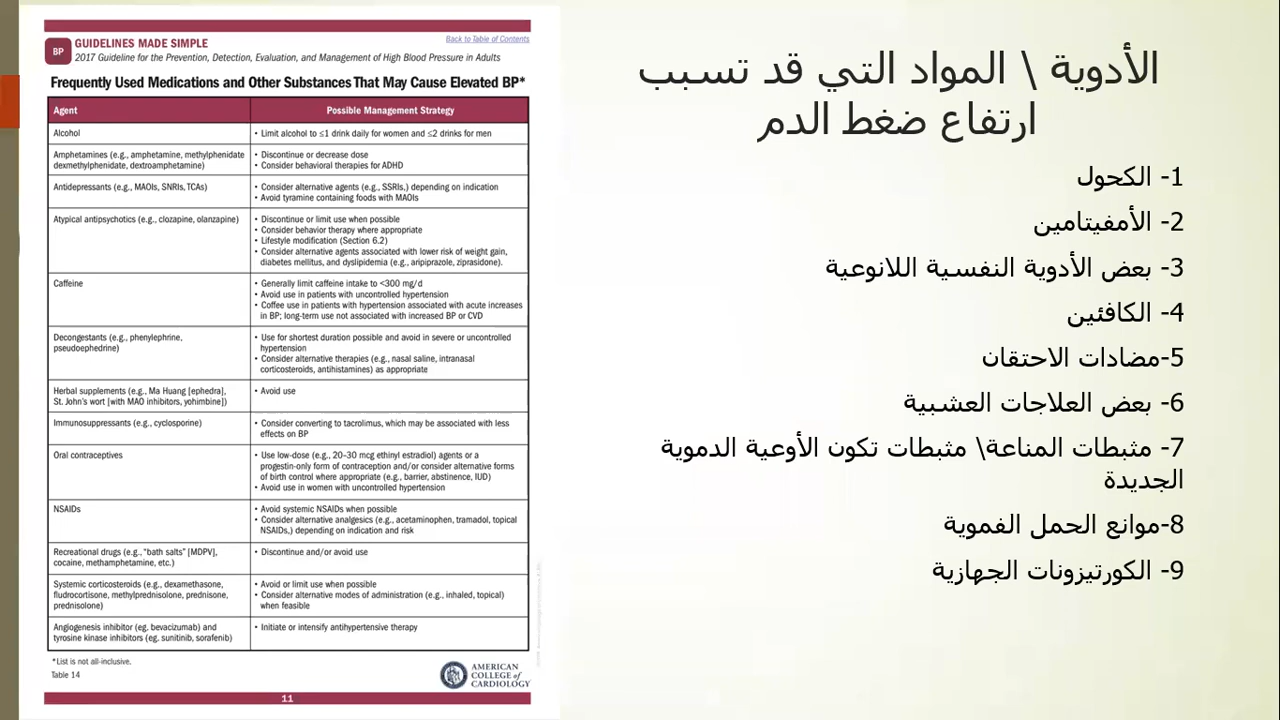 BP
GUIDELINES MADE SIMPLE
Back to Table of Contents
2017 Guideline for the Prevention, Detection, Evaluation, and Management of High Blood Pressure in Adults
Frequently Used Medications and Other Substances That May Cause Elevated BP*
Agent
Possible Management Strategy
Alcohol
• Limit alcohol to ≤1 drink daily for women and ≤2 drinks for men
Amphetamines (e.g., amphetamine, methylphenidate
dexmethylphenidate, dextroamphetamine)
• Discontinue or decrease dose
• Consider behavioral therapies for ADHD
Antidepressants (e.g., MAOIs, SNRIs, TCAs)
• Consider alternative agents (e.g., SSRIs,) depending on indication
• Avoid tyramine containing foods with MAOIs
Atypical antipsychotics (e.g., clozapine, olanzapine)
• Discontinue or limit use when possible
• Consider behavior therapy where appropriate
• Lifestyle modification (Section 6.2)
• Consider alternative agents associated with lower risk of weight gain,
diabetes mellitus, and dyslipidemia (e.g., aripiprazole, ziprasidone).
Caffeine
• Generally limit caffeine intake to <300 mg/d
• Avoid use in patients with uncontrolled hypertension
• Coffee use in patients with hypertension associated with acute increases
in BP; long-term use not associated with increased BP or CVD
Decongestants (e.g., phenylephrine,
pseudoephedrine)
• Use for shortest duration possible and avoid in severe or uncontrolled
hypertension
• Consider alternative therapies (e.g., nasal saline, intranasal
corticosteroids, antihistamines) as appropriate
Herbal supplements (e.g., Ma Huang [ephedra],
St. John's wort [with MAO inhibitors, yohimbine])
• Avoid use
Immunosuppressants (e.g., cyclosporine)
• Consider converting to tacrolimus, which may be associated with less
effects on BP
Oral contraceptives
• Use low-dose (e.g., 20-30 mcg ethinyl estradiol) agents or a
progestin-only form of contraception and/or consider alternative forms
of birth control where appropriate (e.g., barrier, abstinence, IUD)
• Avoid use in women with uncontrolled hypertension
NSAIDs
• Avoid systemic NSAIDs when possible
• Consider alternative analgesics (e.g., acetaminophen, tramadol, topical
NSAIDs,) depending on indication and risk
Recreational drugs (e.g., "bath salts" [MDPV],
cocaine, methamphetamine, etc.)
• Discontinue and/or avoid use
Systemic corticosteroids (e.g., dexamethasone,
fludrocortisone, methylprednisolone, prednisone,
prednisolone)
• Avoid or limit use when possible
• Consider alternative modes of administration (e.g., inhaled, topical)
when feasible
Angiogenesis inhibitor (eg. bevacizumab) and
tyrosine kinase inhibitors (eg. sunitinib, sorafenib)
• Initiate or intensify antihypertensive therapy
*List is not all-inclusive.
Table 14
AMERICAN
COLLEGE of
CARDIOLOGY
11
الأدوية \ المواد التي قد تسبب
ارتفاع ضغط الدم
1- الكحول
2- الأمفيتامين
3- بعض الأدوية النفسية اللانوعية
4- الكافئين
5-مضادات الاحتقان
6- بعض العلاجات العشبية
7- مثبطات المناعة\ مثبطات تكون الأوعية الدموية
الجديدة
8-موانع الحمل الفموية
9- الكورتيزونات الجهازية